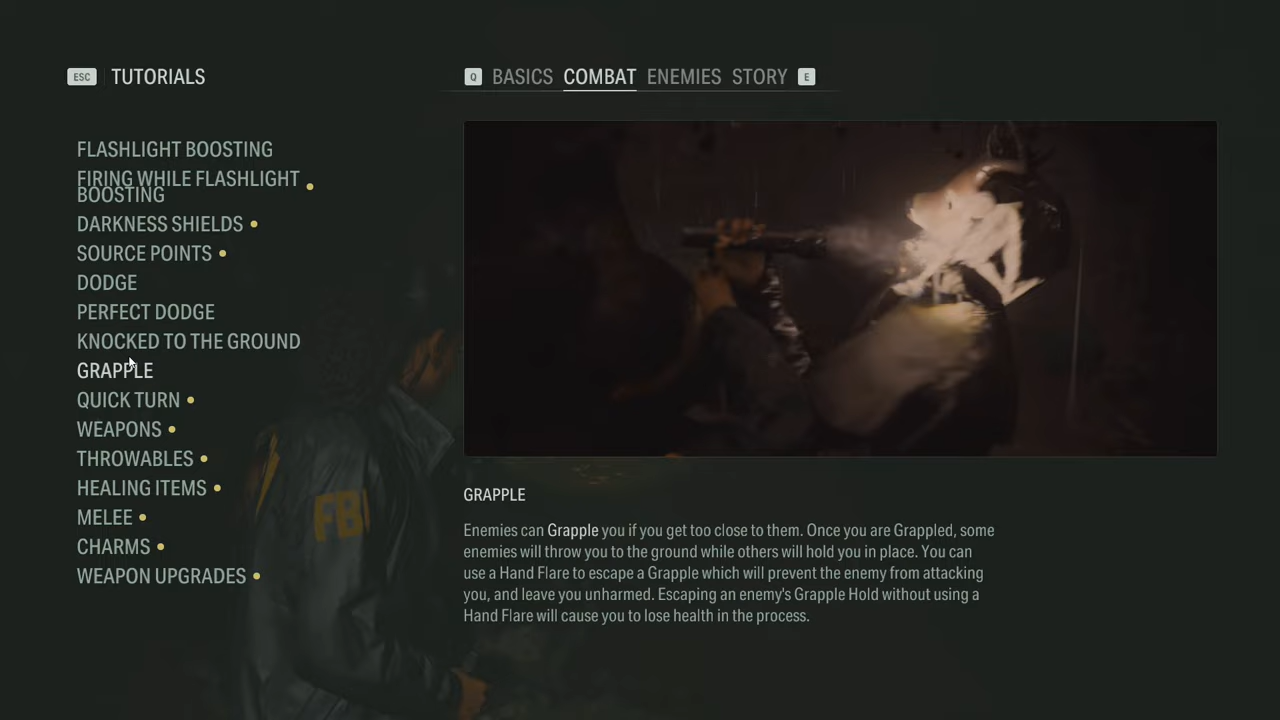 ESC TUTORIALS
Q BASICS COMBAT ENEMIES STORY E
FLASHLIGHT BOOSTING
FIRING WHILE FLASHLIGHT
BOOSTING
DARKNESS SHIELDS
SOURCE POINTS
DODGE
PERFECT DODGE
KNOCKED TO THE GROUND
GRAPPLE
QUICK TURN
WEAPONS
THROWABLES
HEALING ITEMS
MELEE
CHARMS
WEAPON UPGRADES
FBI
GRAPPLE
Enemies can Grapple you if you get too close to them. Once you are Grappled, some
enemies will throw you to the ground while others will hold you in place. You can
use a Hand Flare to escape a Grapple which will prevent the enemy from attacking
you, and leave you unharmed. Escaping an enemy's Grapple Hold without using a
Hand Flare will cause you to lose health in the process.